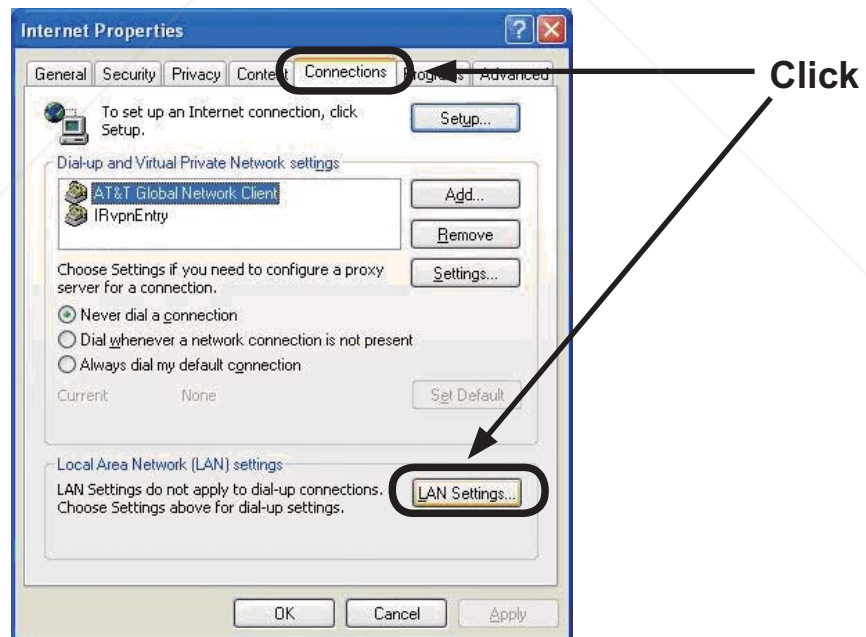 Internet Properties
General Security Privacy Content Connections Programs Advanced
Click
To set up an Internet connection, click
Setup.
Setup...
Dial-up and Virtual Private Network settings
AT&T Global Network Client
IRvpnEntry
Add...
Remove
Choose Settings if you need to configure a proxy
server for a connection.
Settings...
Never dial a connection
Dial whenever a network connection is not present
Always dial my default connection
Current None
Set Default
Local Area Network (LAN) settings
LAN Settings do not apply to dial-up connections.
Choose Settings above for dial-up settings.
LAN Settings...
OK Cancel Apply